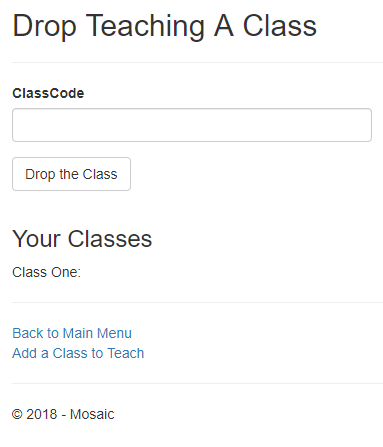 Drop Teaching A Class
ClassCode
Drop the Class
Your Classes
Class One:
Back to Main Menu
Add a Class to Teach
© 2018 - Mosaic